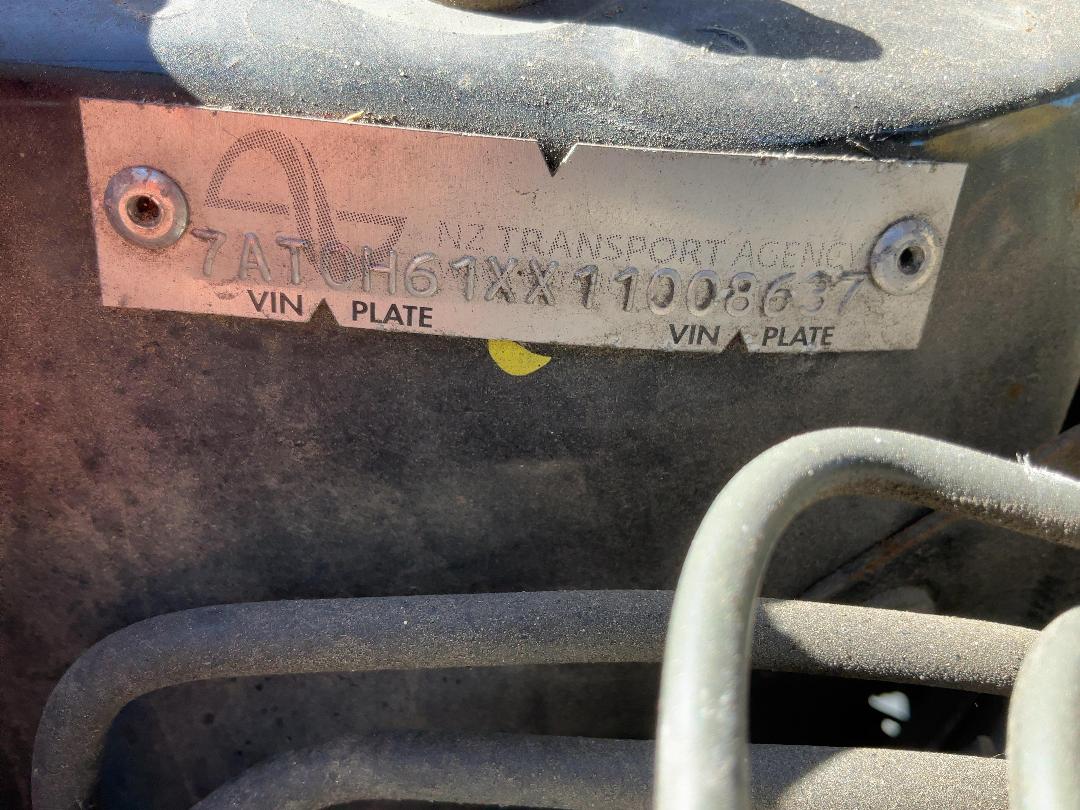 NZ TRANSPORT AGENCY
7AT0H61XX11008637
VIN PLATE
VIN PLATE